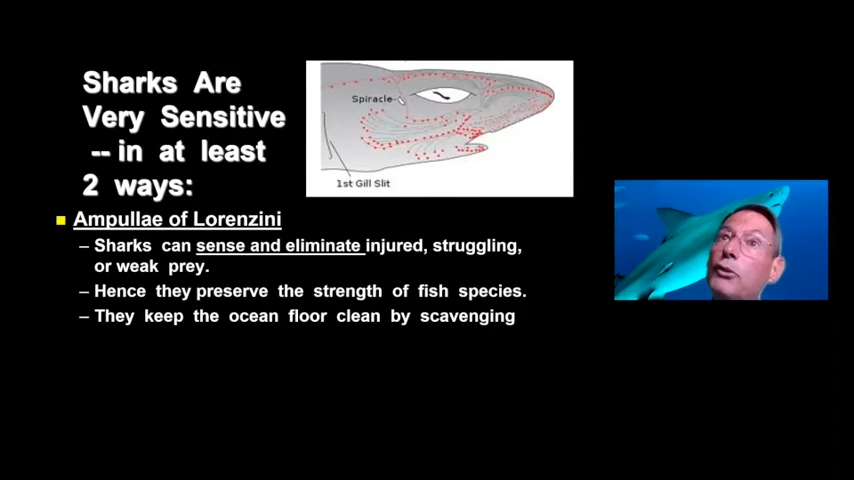 Sharks Are
Very Sensitive
-- in at least
2 ways:
Spiracle
1st Gill Slit
Ampullae of Lorenzini
– Sharks can sense and eliminate injured, struggling,
or weak prey.
– Hence they preserve the strength of fish species.
– They keep the ocean floor clean by scavenging